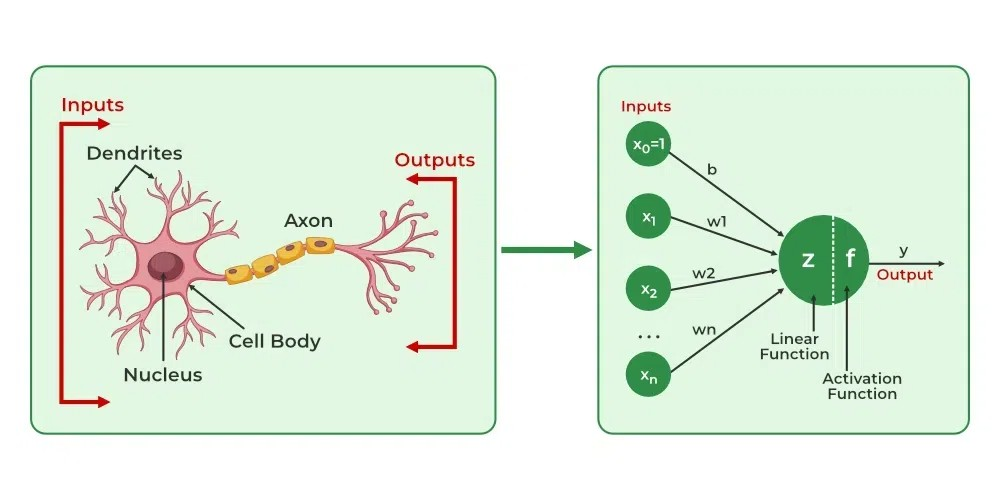 Inputs
Dendrites
Outputs
Axon
Cell Body
Nucleus
Inputs
x0=1
b
x1
w1
x2
w2
...
wn
xn
z
f
y
Output
Linear
Function
Activation
Function